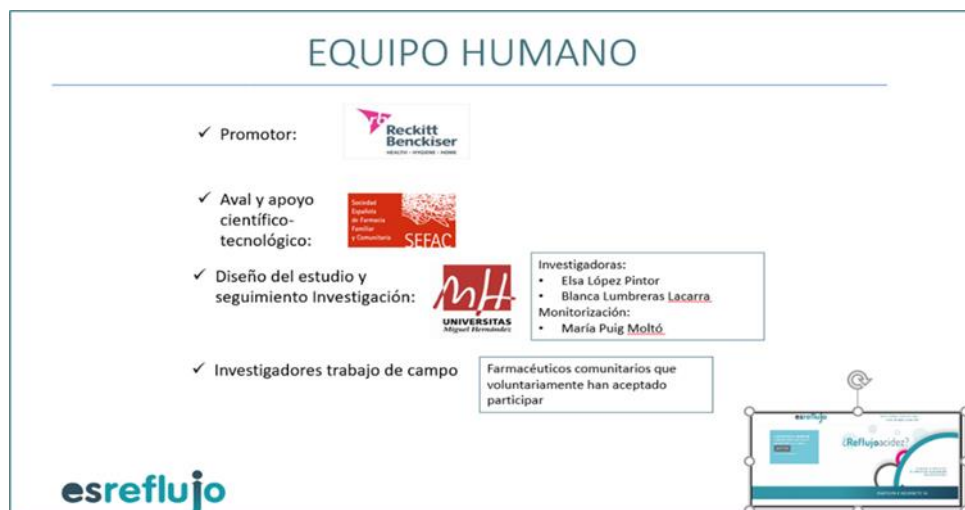 EQUIPO HUMANO
✓ Promotor:
rb
Reckitt
Benckiser
HEALTH • HYGIENE • HOME
✓ Aval y apoyo
científico-
tecnológico:
Sociedad
Española
de Farmacia
Familiar
y Comunitaria
SEFAC
✓ Diseño del estudio y
seguimiento Investigación:
mH
UNIVERSITAS
Miguel Hernández
Investigadoras:
• Elsa López Pintor
• Blanca Lumbreras Lacarra
Monitorización:
• María Puig Moltó
✓ Investigadores trabajo de campo
Farmacéuticos comunitarios que
voluntariamente han aceptado
participar
esreflujo
esreflujo
¿Reflujoacidez?